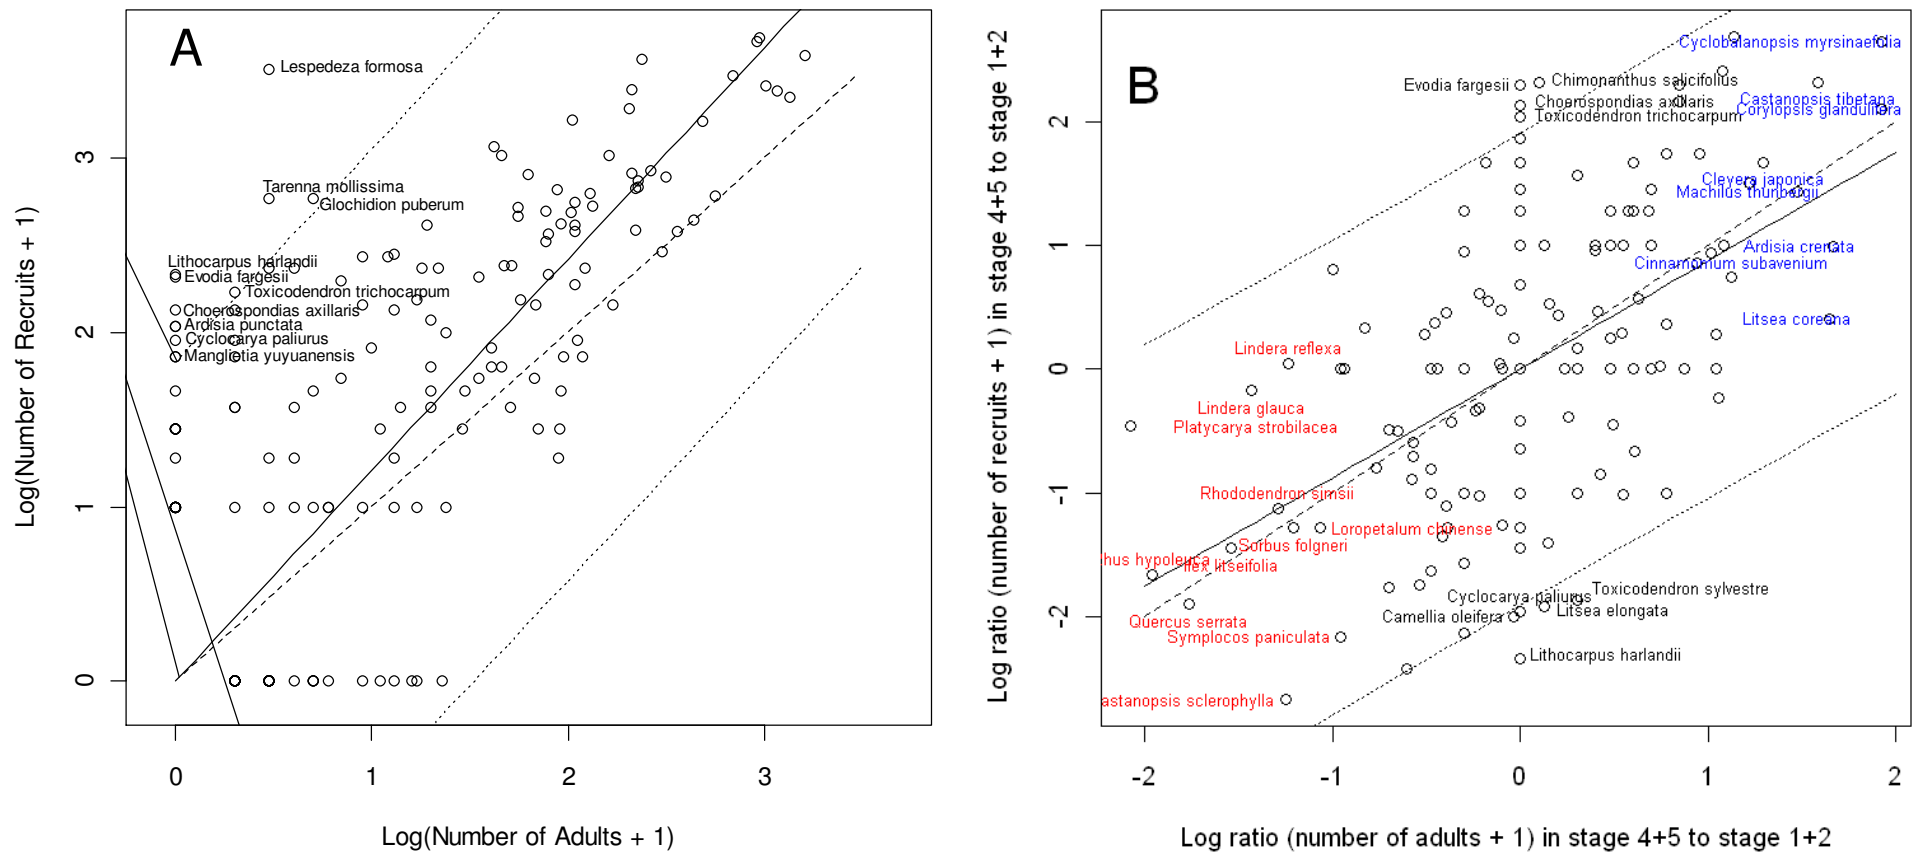 A
Lespedeza formosa
Tarenna mollissima
Glochidion puberum
Lithocarpus harlandii
Evodia fargesii
Toxicodendron trichocarpum
Choerospondias axillaris
Ardisia punctata
Cyclocarya paliurus
Manglietia yuyuanensis
3
2
1
0
0 1 2 3
Log(Number of Recruits + 1)
Log(Number of Adults + 1)
B
Cyclobalanopsis myrsinaefolia
Evodia fargesii
Chimonanthus salicifolius
Choerospondias axillaris
Castanopsis tibetana
Corylopsis glandulifera
Toxicodendron trichocarpum
Cleyera japonica
Machilus thunbergii
Ardisia crenata
Cinnamomum subavenium
Litsea coreana
Lindera reflexa
Lindera glauca
Platycarya strobilacea
Rhododendron simsii
Loropetalum chinense
Sorbus folgneri
hus hypoleuca
Ilex litseifolia
Toxicodendron sylvestre
Cyclocarya paliurus
Litsea elongata
Camellia oleifera
Quercus serrata
Symplocos paniculata
Lithocarpus harlandii
astanopsis sclerophylla
2
1
0
-1
-2
-2 -1 0 1 2
Log ratio (number of recruits + 1) in stage 4+5 to stage 1+2
Log ratio (number of adults + 1) in stage 4+5 to stage 1+2